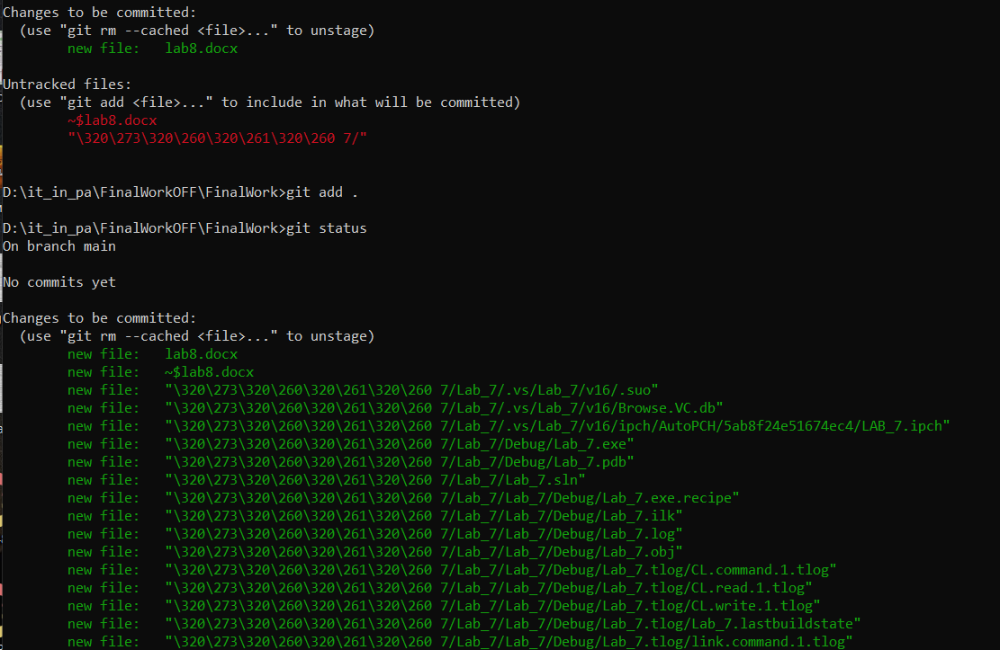 Changes to be committed:
  (use "git rm --cached <file>..." to unstage)
        new file:   lab8.docx
Untracked files:
  (use "git add <file>..." to include in what will be committed)
        ~$lab8.docx
        "\320\273\320\260\320\261\320\260 7/"
D:\it_in_pa\FinalWorkOFF\FinalWork>git add .
D:\it_in_pa\FinalWorkOFF\FinalWork>git status
On branch main
No commits yet
Changes to be committed:
  (use "git rm --cached <file>..." to unstage)
        new file:   lab8.docx
        new file:   ~$lab8.docx
        new file:   "\320\273\320\260\320\261\320\260 7/Lab_7/.vs/Lab_7/v16/.suo"
        new file:   "\320\273\320\260\320\261\320\260 7/Lab_7/.vs/Lab_7/v16/Browse.VC.db"
        new file:   "\320\273\320\260\320\261\320\260 7/Lab_7/.vs/Lab_7/v16/ipch/AutoPCH/5ab8f24e51674ec4/LAB_7.ipch"
        new file:   "\320\273\320\260\320\261\320\260 7/Lab_7/Debug/Lab_7.exe"
        new file:   "\320\273\320\260\320\261\320\260 7/Lab_7/Debug/Lab_7.pdb"
        new file:   "\320\273\320\260\320\261\320\260 7/Lab_7/Lab_7.sln"
        new file:   "\320\273\320\260\320\261\320\260 7/Lab_7/Lab_7/Debug/Lab_7.exe.recipe"
        new file:   "\320\273\320\260\320\261\320\260 7/Lab_7/Lab_7/Debug/Lab_7.ilk"
        new file:   "\320\273\320\260\320\261\320\260 7/Lab_7/Lab_7/Debug/Lab_7.log"
        new file:   "\320\273\320\260\320\261\320\260 7/Lab_7/Lab_7/Debug/Lab_7.obj"
        new file:   "\320\273\320\260\320\261\320\260 7/Lab_7/Lab_7/Debug/Lab_7.tlog/CL.command.1.tlog"
        new file:   "\320\273\320\260\320\261\320\260 7/Lab_7/Lab_7/Debug/Lab_7.tlog/CL.read.1.tlog"
        new file:   "\320\273\320\260\320\261\320\260 7/Lab_7/Lab_7/Debug/Lab_7.tlog/CL.write.1.tlog"
        new file:   "\320\273\320\260\320\261\320\260 7/Lab_7/Lab_7/Debug/Lab_7.tlog/Lab_7.lastbuildstate"
        new file:   "\320\273\320\260\320\261\320\260 7/Lab_7/Lab_7/Debug/Lab_7.tlog/link.command.1.tlog"